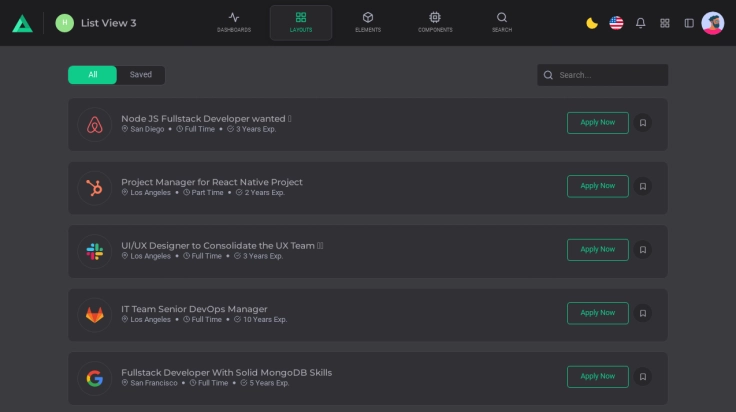 H List View 3
DASHBOARDS
LAYOUTS
ELEMENTS
COMPONENTS
SEARCH
All
Saved
Search...
Node JS Fullstack Developer wanted
San Diego • Full Time • 3 Years Exp.
Apply Now
Project Manager for React Native Project
Los Angeles • Part Time • 2 Years Exp.
Apply Now
UI/UX Designer to Consolidate the UX Team
Los Angeles • Full Time • 3 Years Exp.
Apply Now
IT Team Senior DevOps Manager
Los Angeles • Full Time • 10 Years Exp.
Apply Now
Fullstack Developer With Solid MongoDB Skills
San Francisco • Full Time • 5 Years Exp.
Apply Now